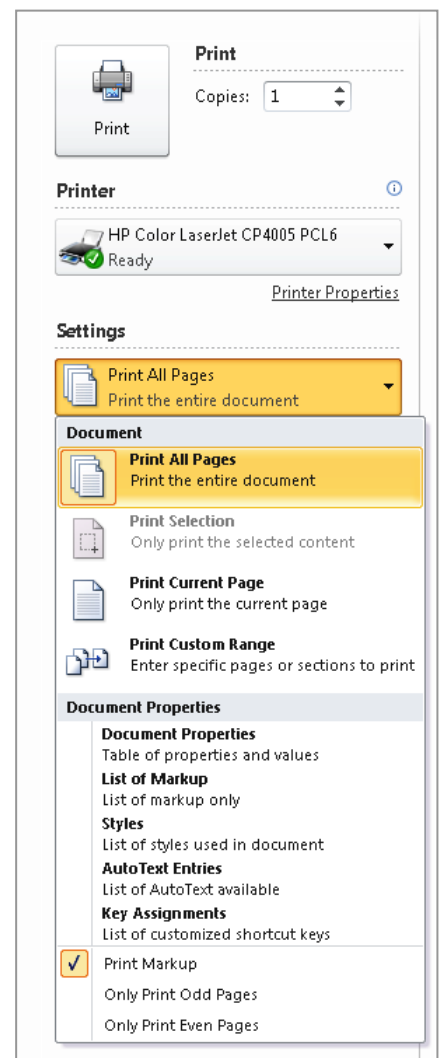 Print
Copies: 1
Print
Printer
HP Color LaserJet CP4005 PCL6
Ready
Printer Properties
Settings
Print All Pages
Print the entire document
Document
Print All Pages
Print the entire document
Print Selection
Only print the selected content
Print Current Page
Only print the current page
Print Custom Range
Enter specific pages or sections to print
Document Properties
Document Properties
Table of properties and values
List of Markup
List of markup only
Styles
List of styles used in document
AutoText Entries
List of AutoText available
Key Assignments
List of customized shortcut keys
Print Markup
Only Print Odd Pages
Only Print Even Pages